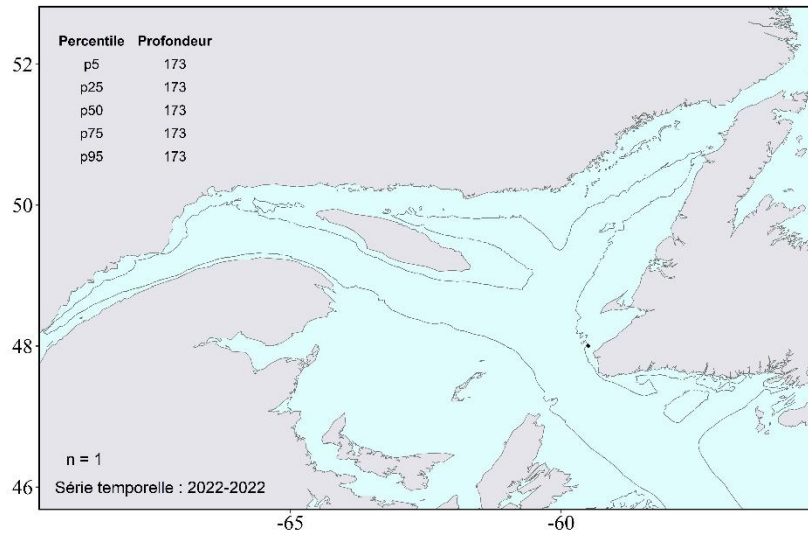 Percentile Profondeur
p5 173
p25 173
p50 173
p75 173
p95 173
52
50
48
46
n = 1
Série temporelle : 2022-2022
-65 -60